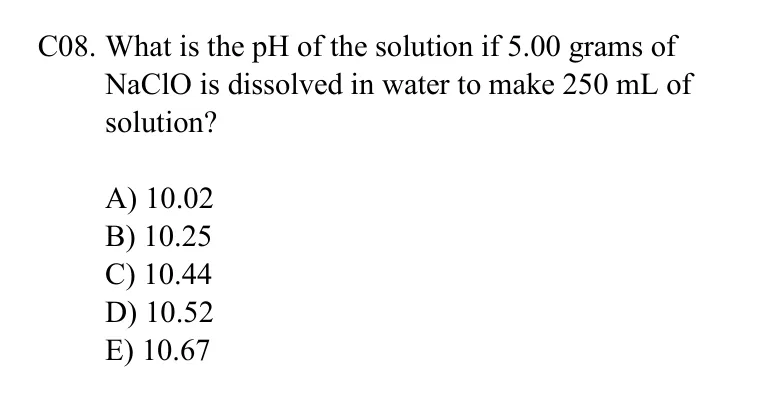 C08. What is the pH of the solution if 5.00 grams of
NaClO is dissolved in water to make 250 mL of
solution?
A) 10.02
B) 10.25
C) 10.44
D) 10.52
E) 10.67